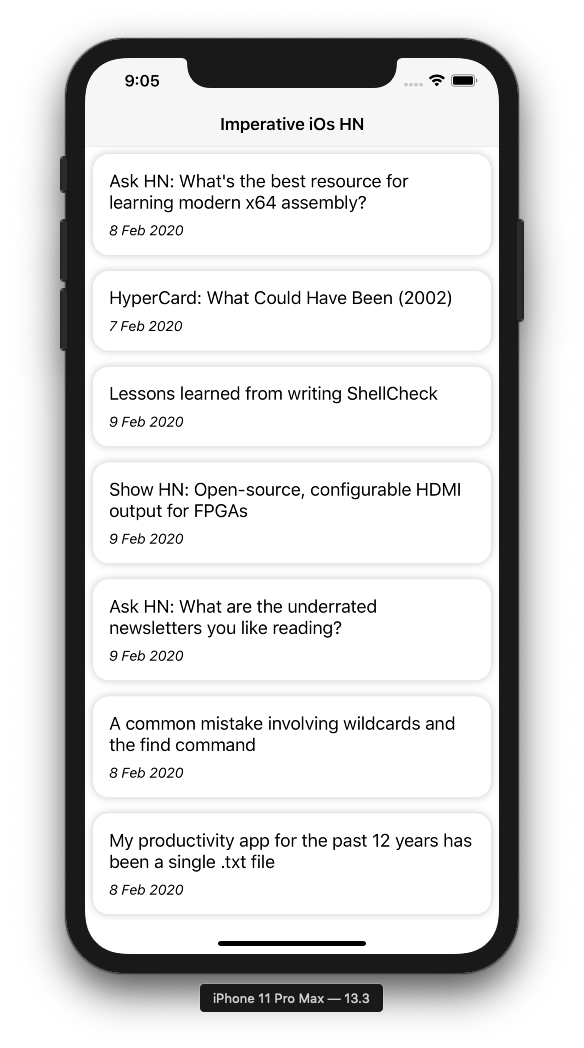 9:05
Imperative iOs HN
Ask HN: What's the best resource for
learning modern x64 assembly?
8 Feb 2020
HyperCard: What Could Have Been (2002)
7 Feb 2020
Lessons learned from writing ShellCheck
9 Feb 2020
Show HN: Open-source, configurable HDMI
output for FPGAs
9 Feb 2020
Ask HN: What are the underrated
newsletters you like reading?
9 Feb 2020
A common mistake involving wildcards and
the find command
8 Feb 2020
My productivity app for the past 12 years has
been a single .txt file
8 Feb 2020
iPhone 11 Pro Max — 13.3